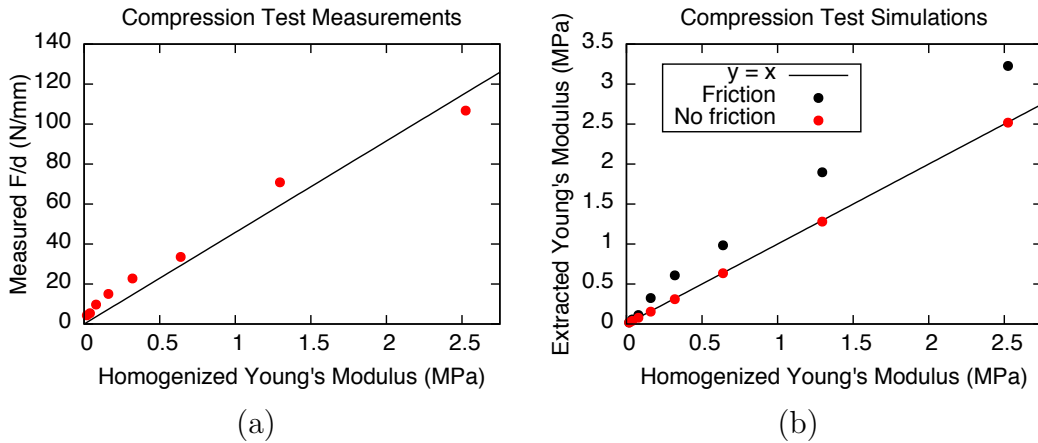 Compression Test Measurements
Measured F/d (N/mm)
140
120
100
80
60
40
20
0
0 0.5 1 1.5 2 2.5
Homogenized Young's Modulus (MPa)
(a)
Compression Test Simulations
Extracted Young's Modulus (MPa)
3.5
3
2.5
2
1.5
1
0.5
0
y = x
Friction
No friction
0 0.5 1 1.5 2 2.5
Homogenized Young's Modulus (MPa)
(b)